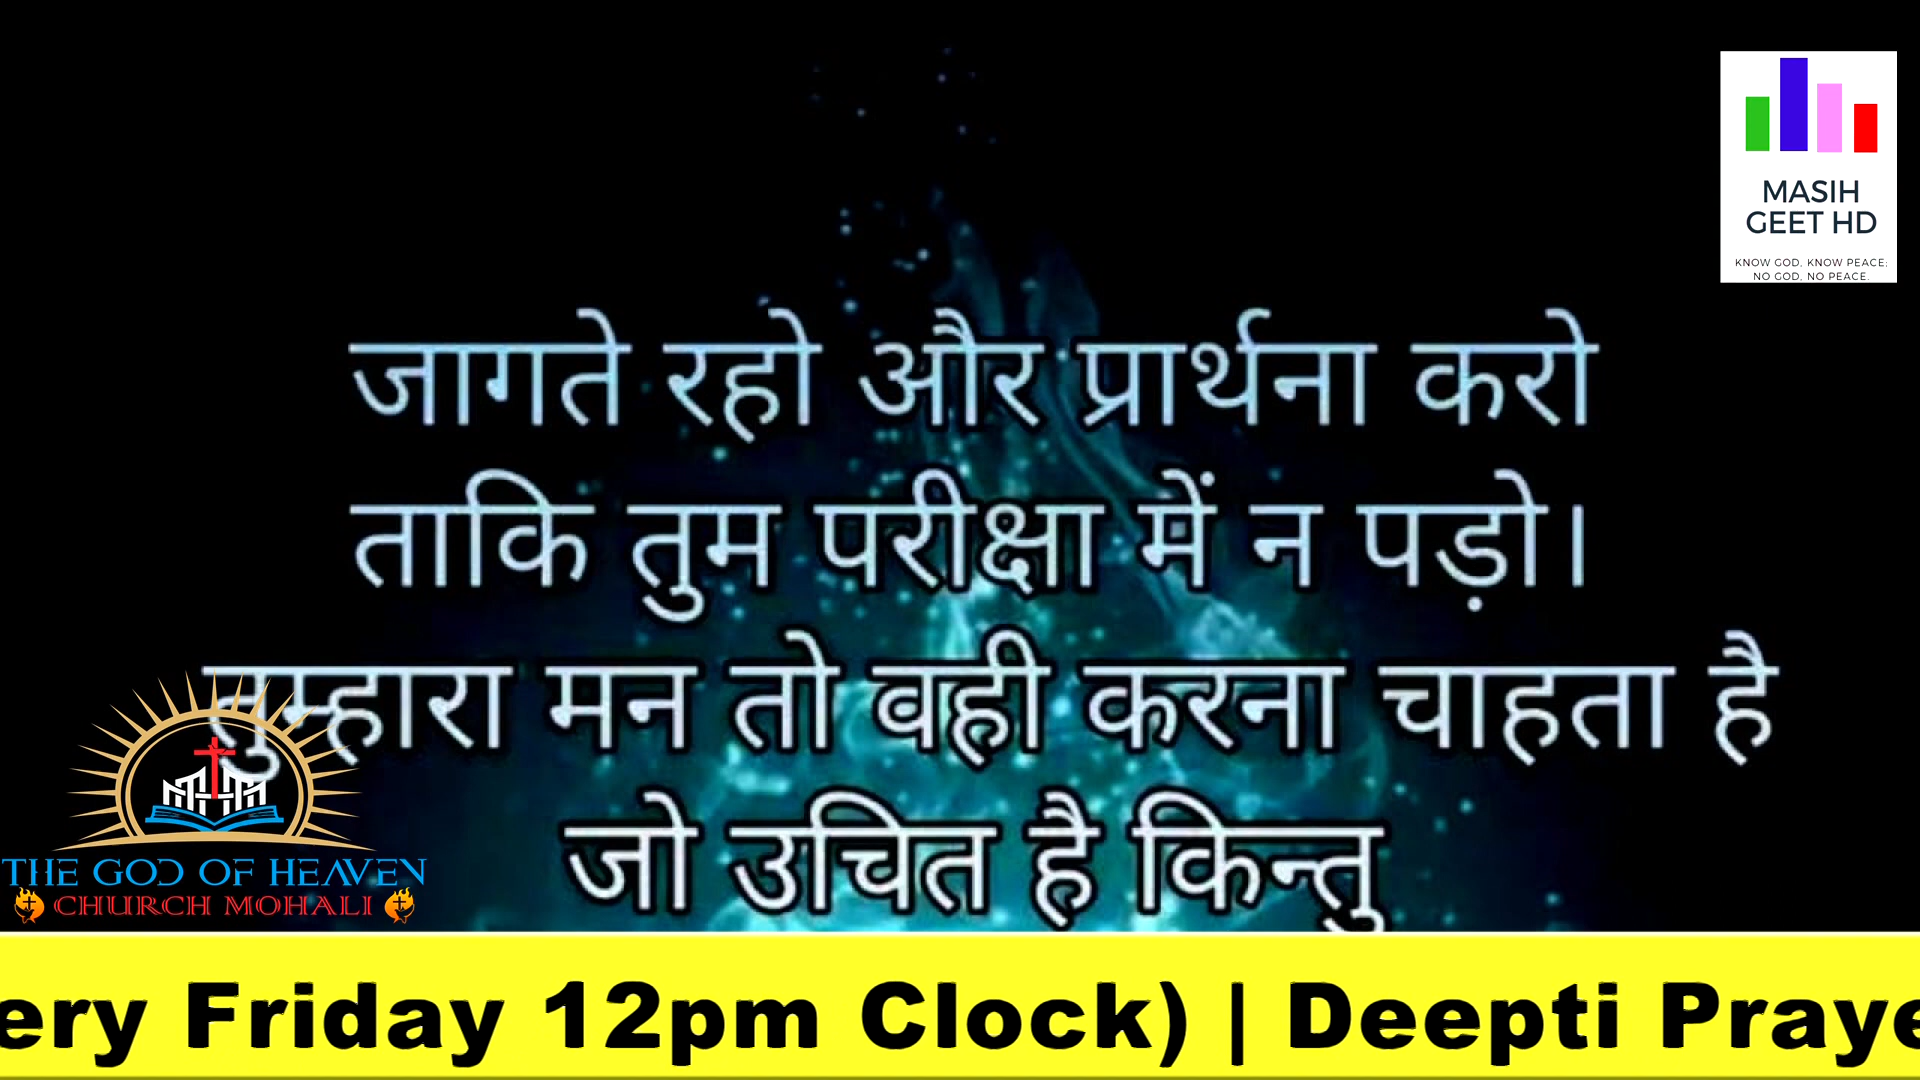 MASIH
GEET HD
KNOW GOD, KNOW PEACE;
NO GOD, NO PEACE.
जागते रहो और प्रार्थना करो
ताकि तुम परीक्षा में न पड़ो।
तुम्हारा मन तो वही करना चाहता है
जो उचित है किन्तु
THE GOD OF HEAVEN
CHURCH MOHALI
ery Friday 12pm Clock) | Deepti Praye